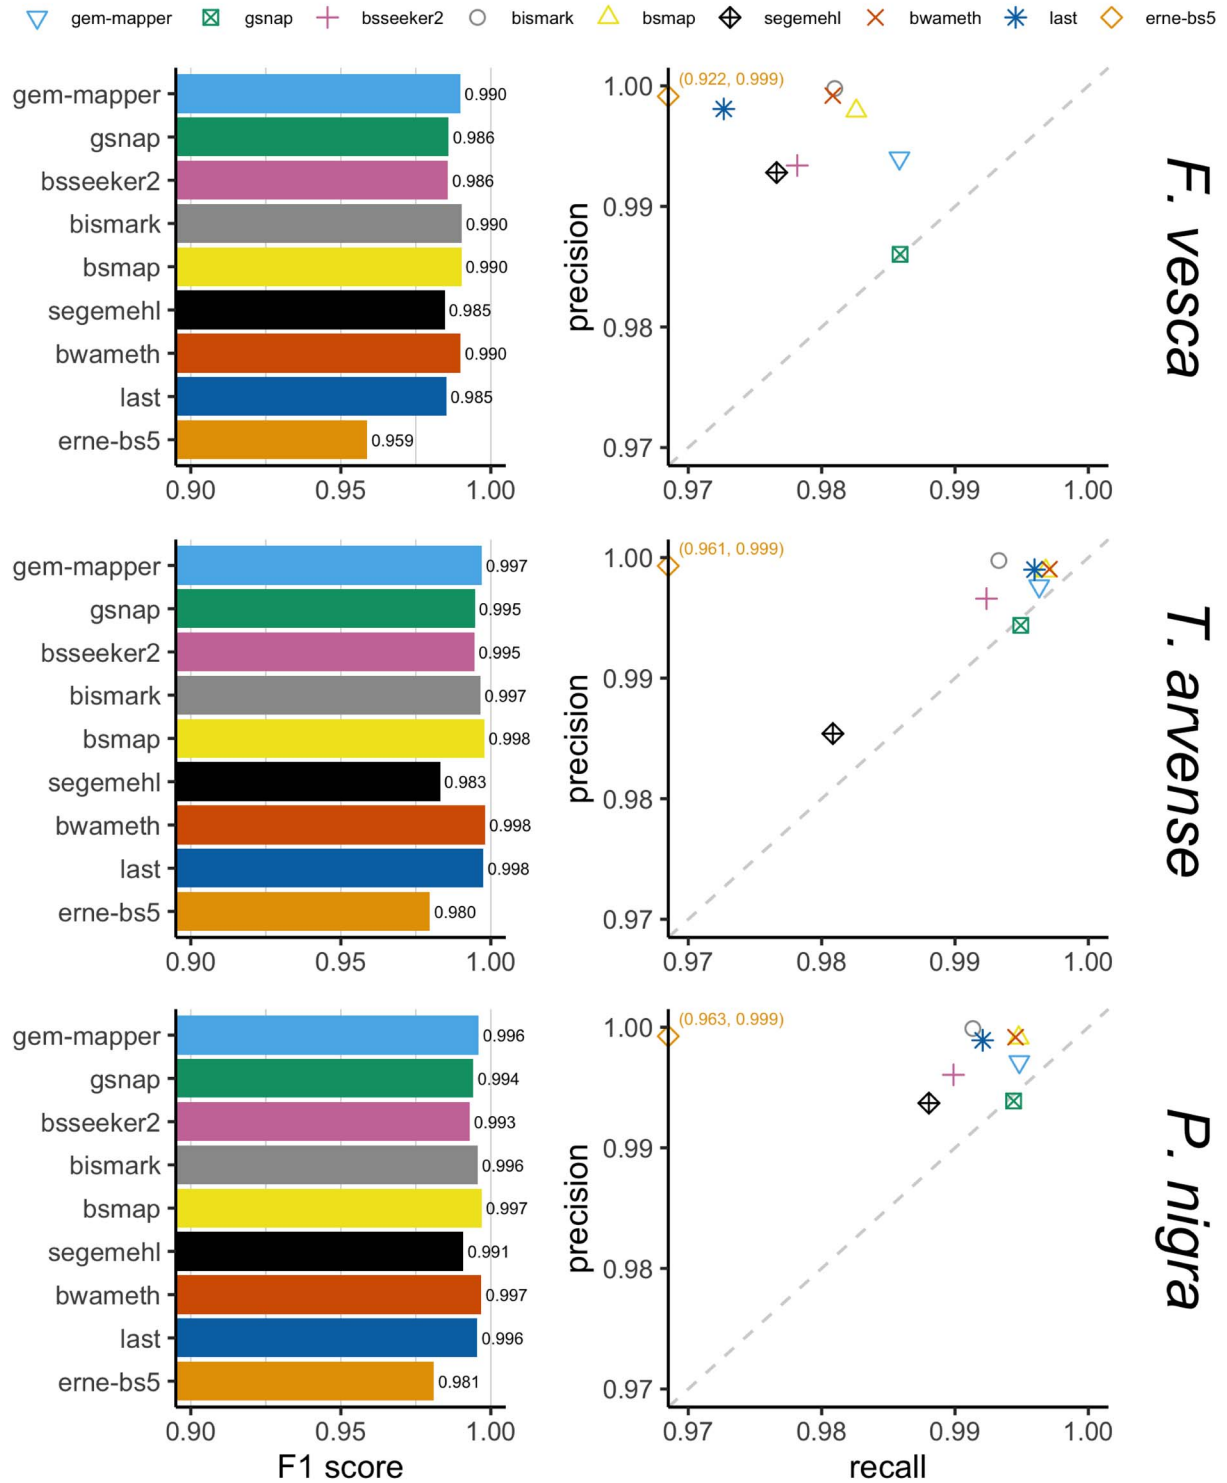 gem-mapper gsnap bsseeker2 bismark bsmap segemehl bwameth last erne-bs5
gem-mapper 0.990
gsnap 0.986
bsseeker2 0.986
bismark 0.990
bsmap 0.990
segemehl 0.985
bwameth 0.990
last 0.985
erne-bs5 0.959
0.90 0.95 1.00
precision
1.00
0.99
0.98
0.97
(0.922, 0.999)
0.97 0.98 0.99 1.00
F. vesca
gem-mapper 0.997
gsnap 0.995
bsseeker2 0.995
bismark 0.997
bsmap 0.998
segemehl 0.983
bwameth 0.998
last 0.998
erne-bs5 0.980
0.90 0.95 1.00
precision
1.00
0.99
0.98
0.97
(0.961, 0.999)
0.97 0.98 0.99 1.00
T. arvense
gem-mapper 0.996
gsnap 0.994
bsseeker2 0.993
bismark 0.996
bsmap 0.997
segemehl 0.991
bwameth 0.997
last 0.996
erne-bs5 0.981
0.90 0.95 1.00
F1 score
precision
1.00
0.99
0.98
0.97
(0.963, 0.999)
0.97 0.98 0.99 1.00
recall
P. nigra